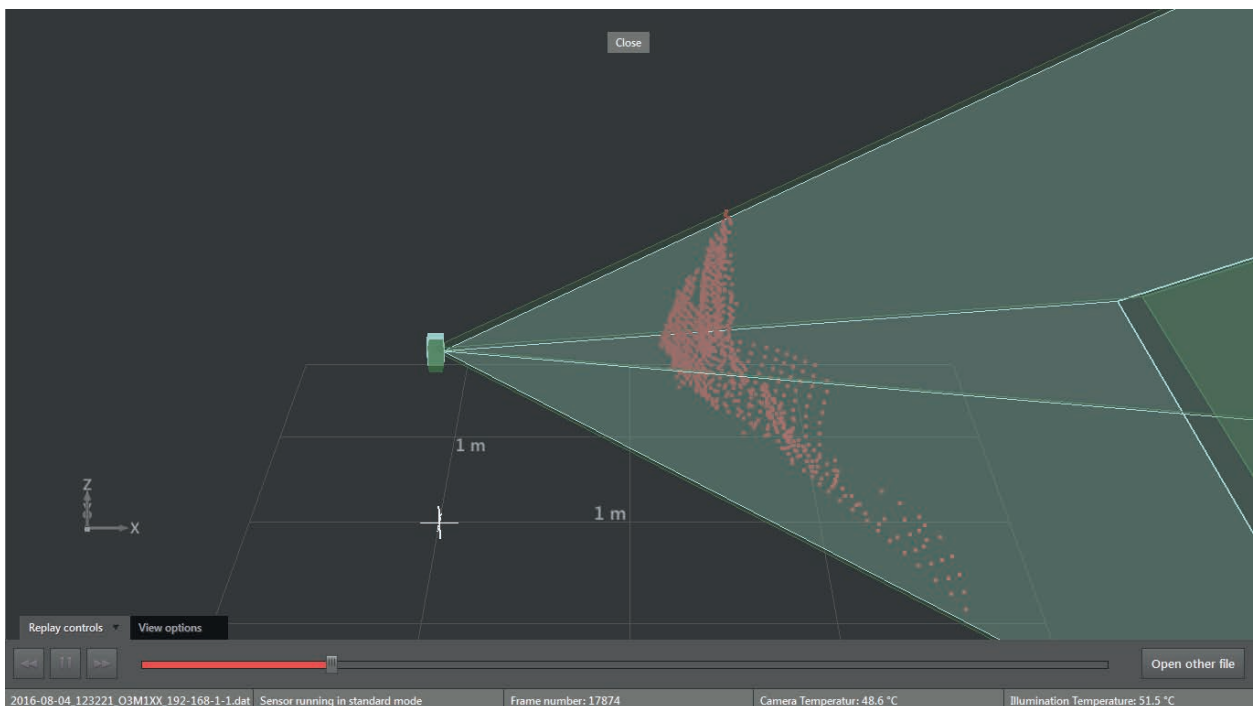 Close
1 m
1 m
Z
Y
X
Replay controls
View options
Open other file
2016-08-04_123221_O3M1XX_192-168-1-1.dat
Sensor running in standard mode
Frame number: 17874
Camera Temperatur: 48.6 °C
Illumination Temperature: 51.5 °C